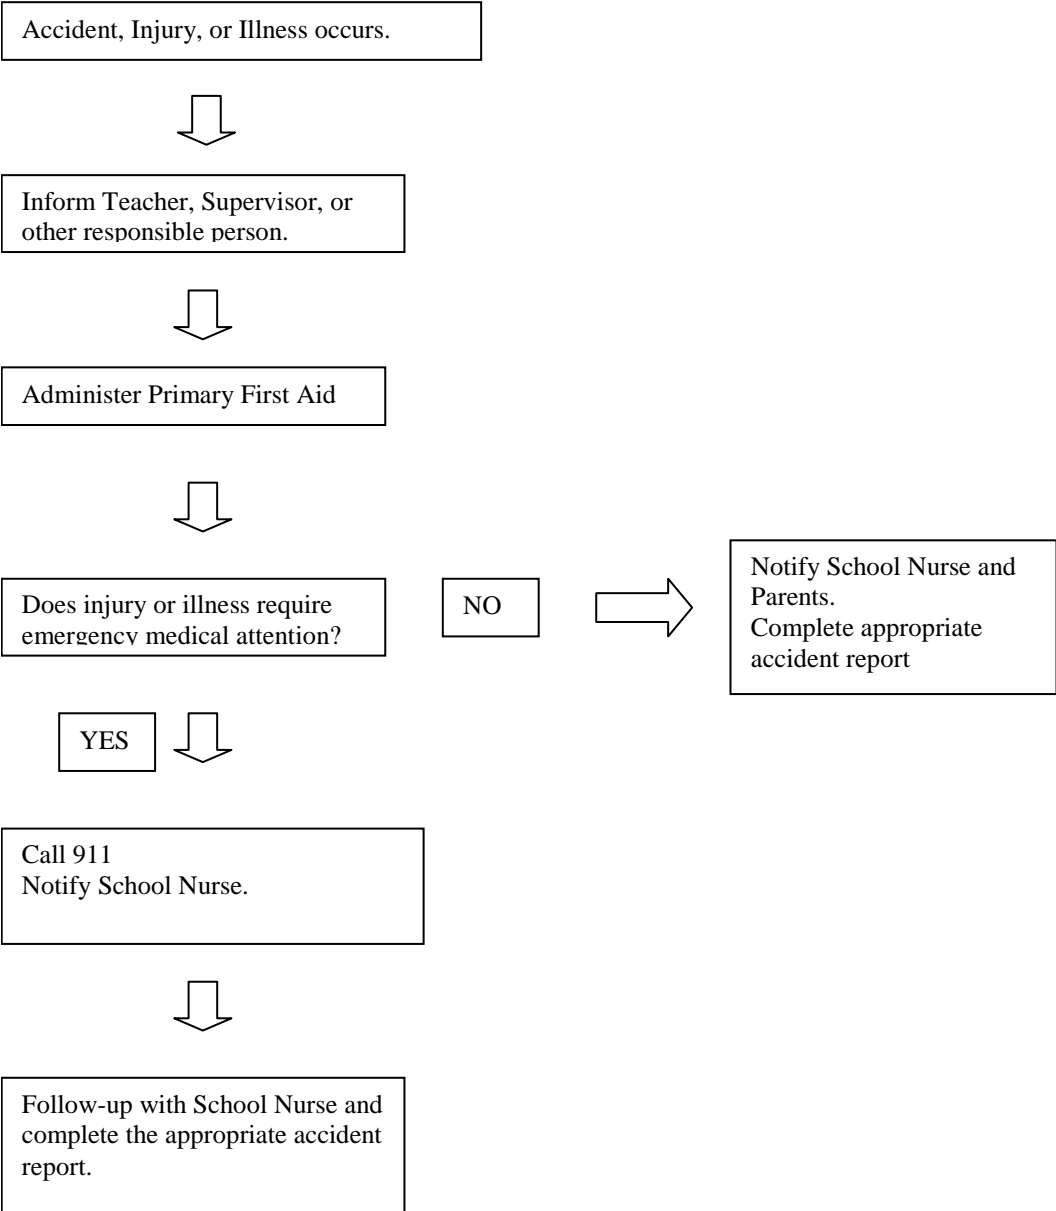 Accident, Injury, or Illness occurs.
Inform Teacher, Supervisor, or
other responsible person.
Administer Primary First Aid
Does injury or illness require
emergency medical attention?
NO
Notify School Nurse and
Parents.
Complete appropriate
accident report
YES
Call 911
Notify School Nurse.
Follow-up with School Nurse and
complete the appropriate accident
report.